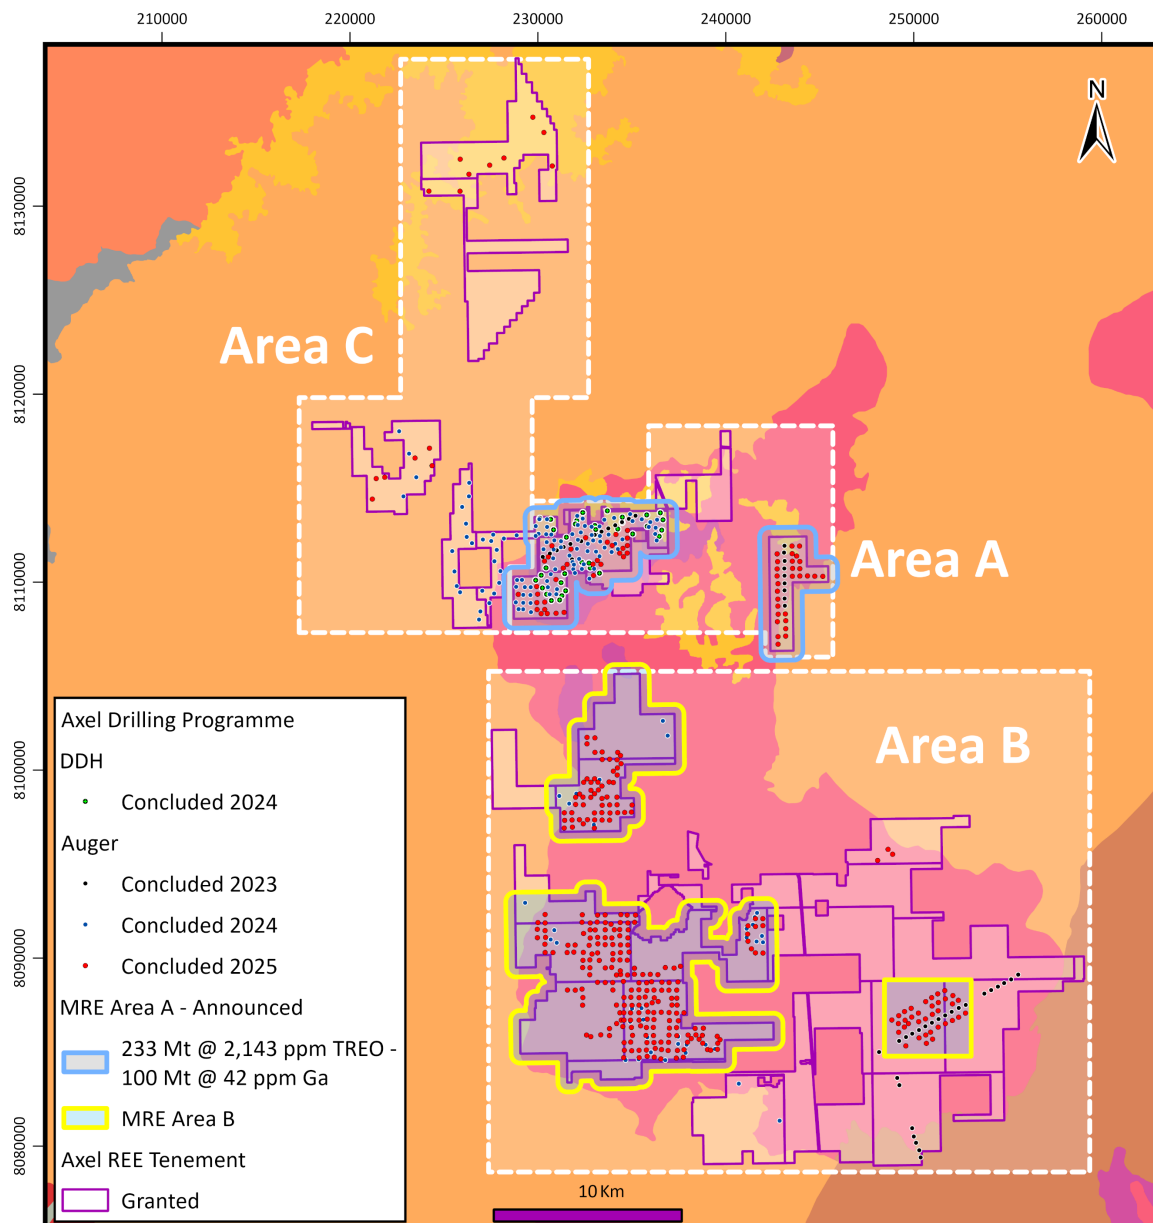 210000
220000
230000
240000
250000
260000
N
8130000
8120000
8110000
8100000
8090000
8080000
Area C
Area A
Area B
Axel Drilling Programme
DDH
Concluded 2024
Auger
Concluded 2023
Concluded 2024
Concluded 2025
MRE Area A - Announced
233 Mt @ 2,143 ppm TREO -
100 Mt @ 42 ppm Ga
MRE Area B
Axel REE Tenement
Granted
10 Km